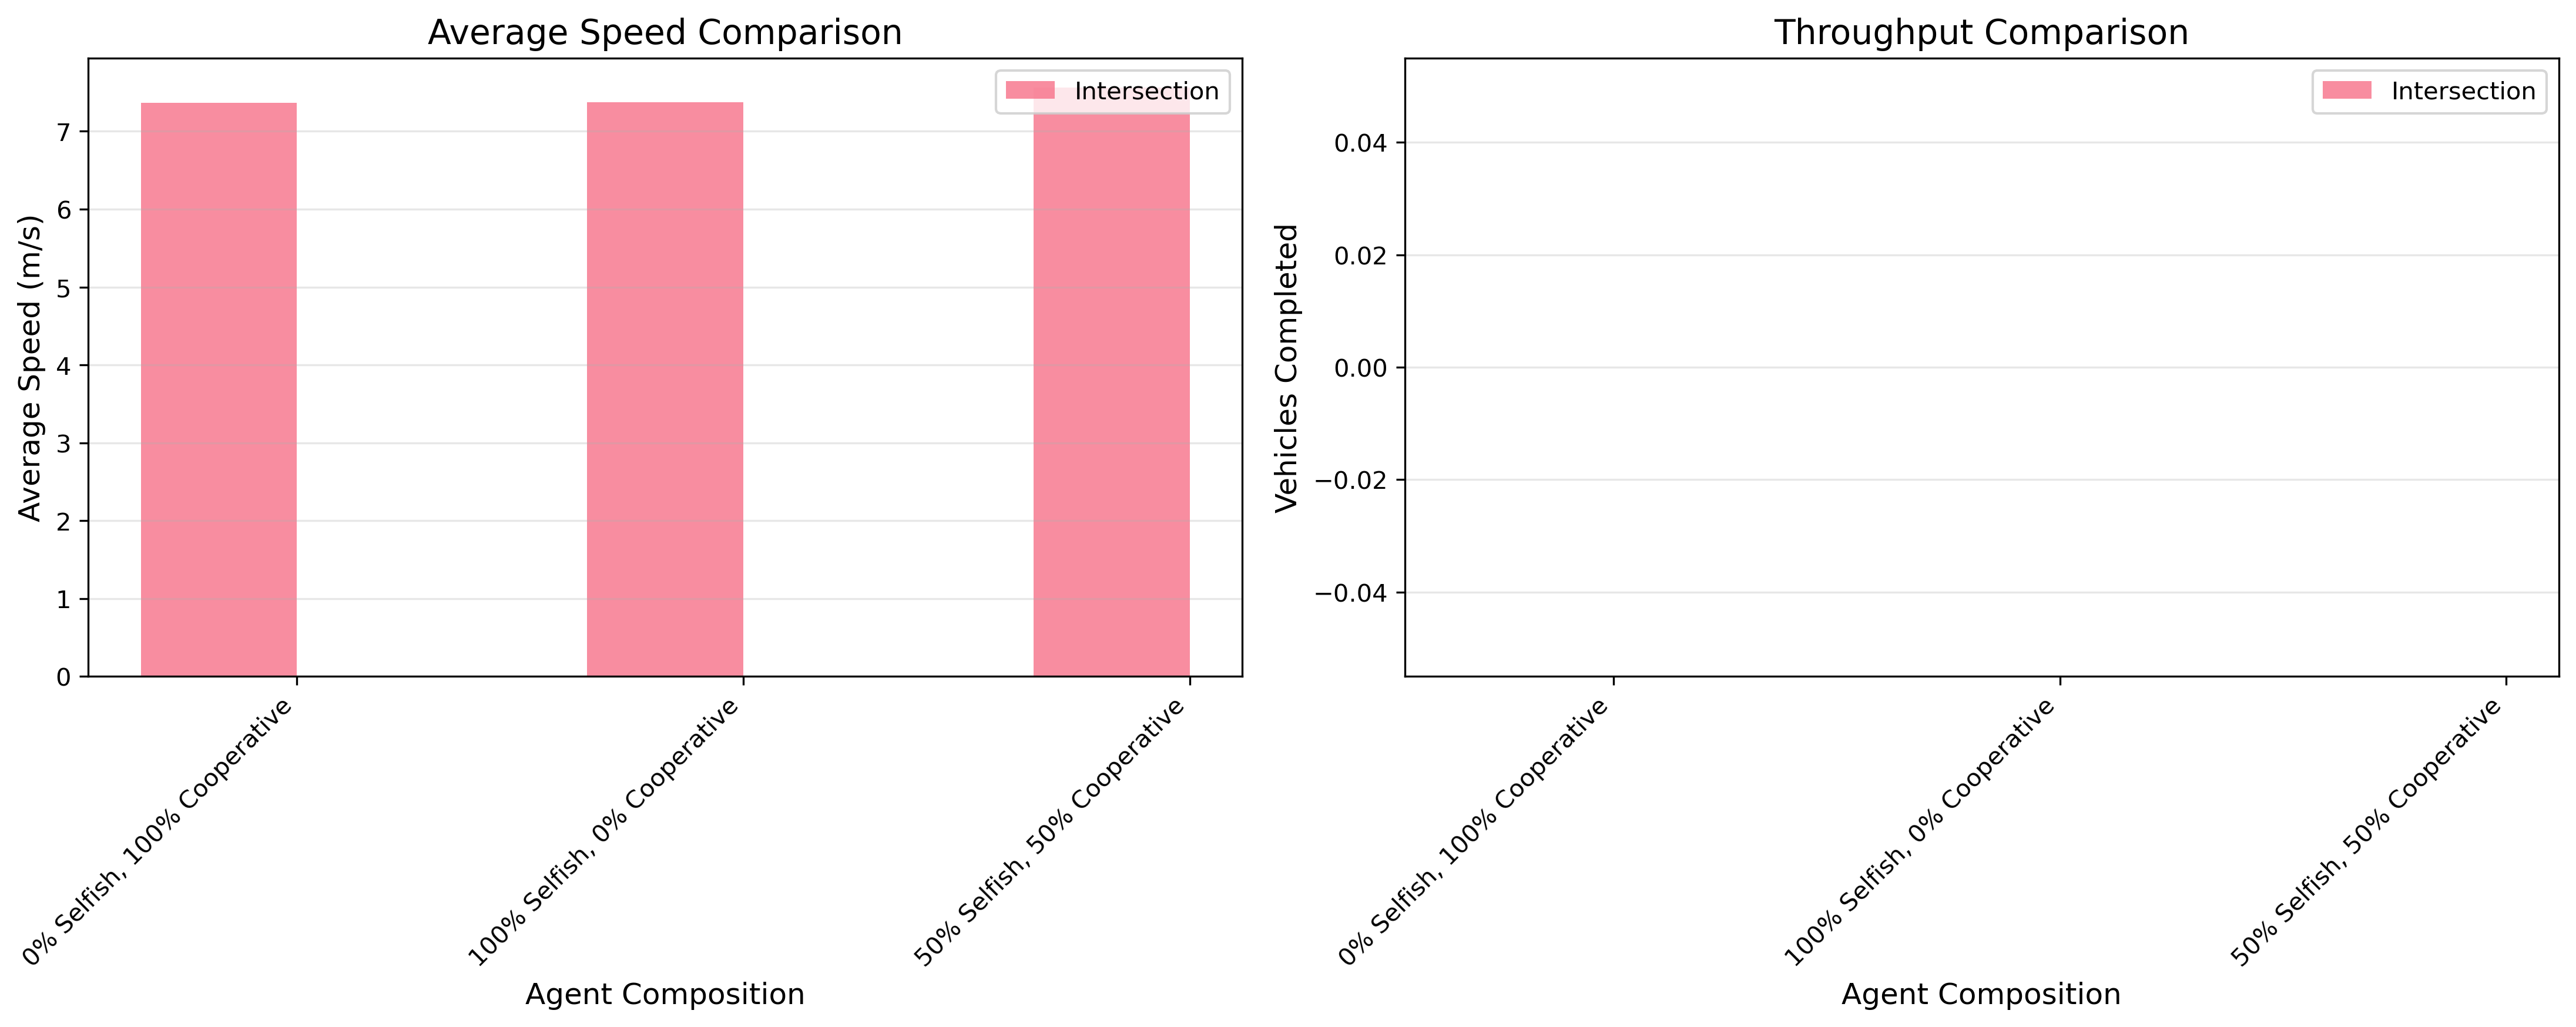 Average Speed Comparison
Average Speed (m/s)
7
6
5
4
3
2
1
0
Intersection
0% Selfish, 100% Cooperative
100% Selfish, 0% Cooperative
50% Selfish, 50% Cooperative
Agent Composition
Throughput Comparison
Vehicles Completed
0.04
0.02
0.00
−0.02
−0.04
Intersection
0% Selfish, 100% Cooperative
100% Selfish, 0% Cooperative
50% Selfish, 50% Cooperative
Agent Composition